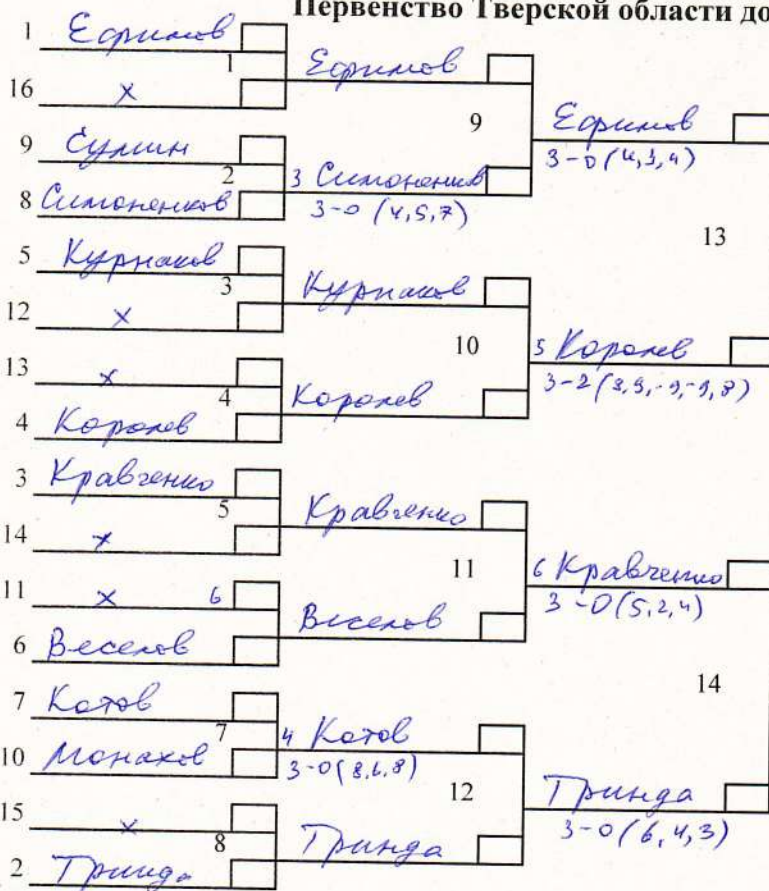 Первенство Тверской области до
1 Ефимов
1
16 x
Ефимов
9
9 Сумин
2
8 Симоненков
3 Симоненков
3-0 (4,5,7)
Ефимов
3-0 (4,3,4)
13
5 Курнаков
3
12 x
Курнаков
10
13 x
4
4 Королев
Королев
5 Королев
3-2 (9,9,-9,-9,8)
3 Кравченко
5
14 x
Кравченко
11
11 x
6
6 Веселов
Веселов
6 Кравченко
3-0 (5,2,4)
14
7 Котов
7
10 Монахов
4 Котов
3-0 (8,6,8)
12
15 x
8
2 Гринда
Гринда
Гринда
3-0 (6,4,3)